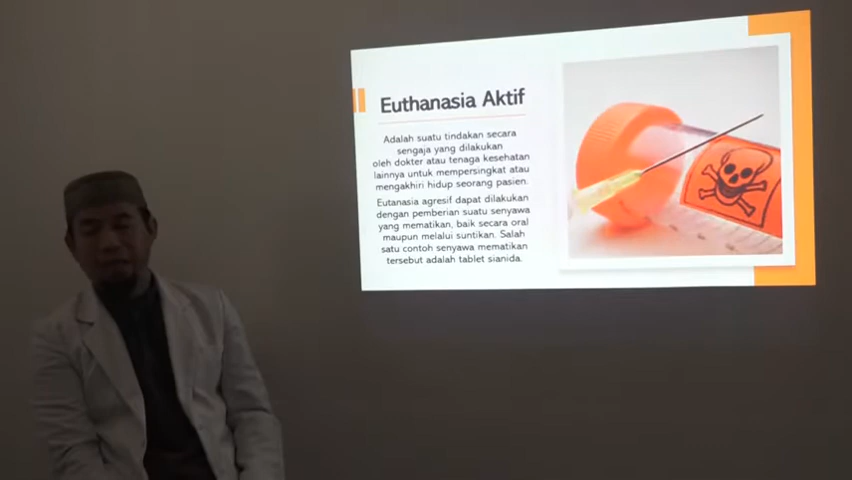 Euthanasia Aktif
Adalah suatu tindakan secara
sengaja yang dilakukan
oleh dokter atau tenaga kesehatan
lainnya untuk mempersingkat atau
mengakhiri hidup seorang pasien.
Eutanasia agresif dapat dilakukan
dengan pemberian suatu senyawa
yang mematikan, baik secara oral
maupun melalui suntikan. Salah
satu contoh senyawa mematikan
tersebut adalah tablet sianida.